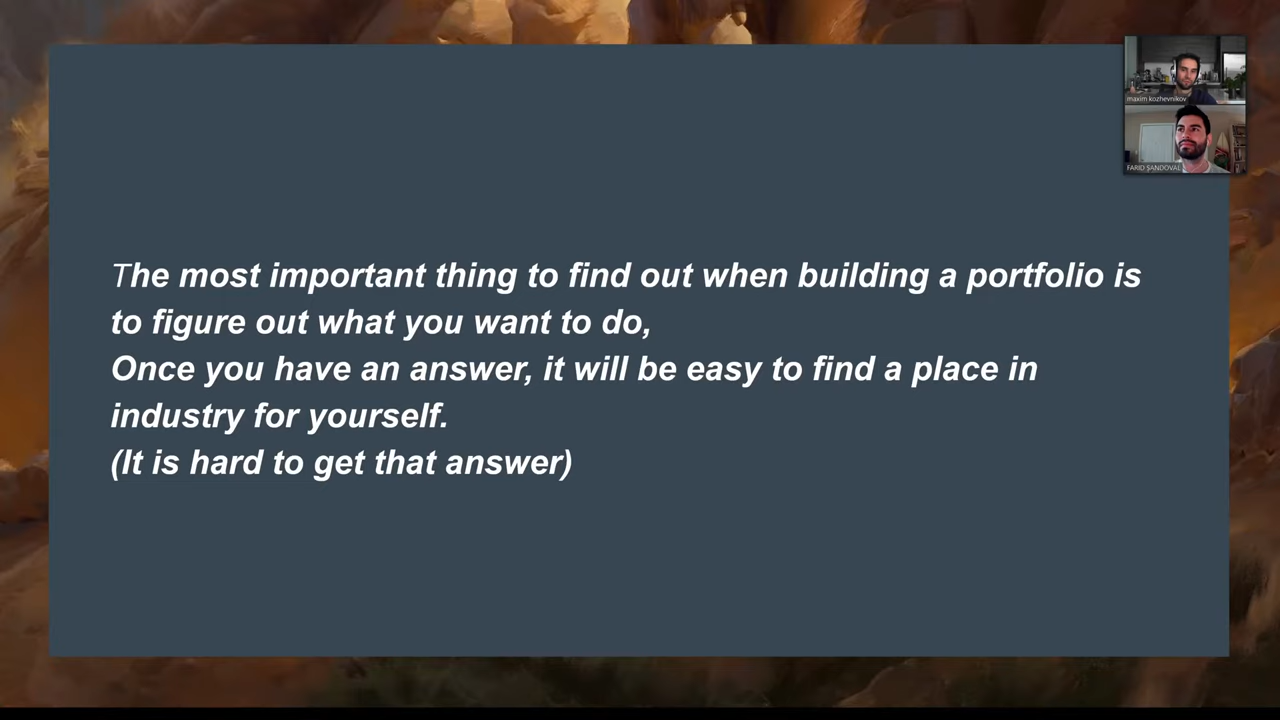 maxim kozhevnikov
FARID SANDOVAL
The most important thing to find out when building a portfolio is
to figure out what you want to do,
Once you have an answer, it will be easy to find a place in
industry for yourself.
(It is hard to get that answer)